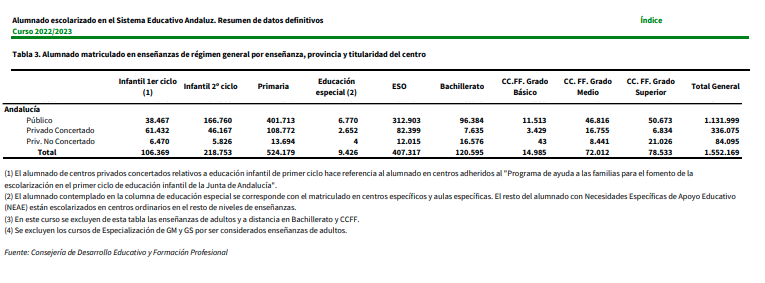 Alumnado escolarizado en el Sistema Educativo Andaluz. Resumen de datos definitivos Índice
Curso 2022/2023
Tabla 3. Alumnado matriculado en enseñanzas de régimen general por enseñanza, provincia y titularidad del centro
Infantil 1er ciclo (1) Infantil 2º ciclo Primaria Educación especial (2) ESO Bachillerato CC.FF. Grado Básico CC. FF. Grado Medio CC. FF. Grado Superior Total General
Andalucía
Público 38.467 166.760 401.713 6.770 312.903 96.384 11.513 46.816 50.673 1.131.999
Privado Concertado 61.432 46.167 108.772 2.652 82.399 7.635 3.429 16.755 6.834 336.075
Priv. No Concertado 6.470 5.826 13.694 4 12.015 16.576 43 8.441 21.026 84.095
Total 106.369 218.753 524.179 9.426 407.317 120.595 14.985 72.012 78.533 1.552.169
(1) El alumnado de centros privados concertados relativos a educación infantil de primer ciclo hace referencia al alumnado en centros adheridos al "Programa de ayuda a las familias para el fomento de la
escolarización en el primer ciclo de educación infantil de la Junta de Andalucía".
(2) El alumnado contemplado en la columna de educación especial se corresponde con el matriculado en centros específicos y aulas específicas. El resto del alumnado con Necesidades Específicas de Apoyo Educativo
(NEAE) están escolarizados en centros ordinarios en el resto de niveles de enseñanzas.
(3) En este curso se excluyen de esta tabla las enseñanzas de adultos y a distancia en Bachillerato y CCFF.
(4) Se excluyen los cursos de Especialización de GM y GS por ser considerados enseñanzas de adultos.
Fuente: Consejería de Desarrollo Educativo y Formación Profesional